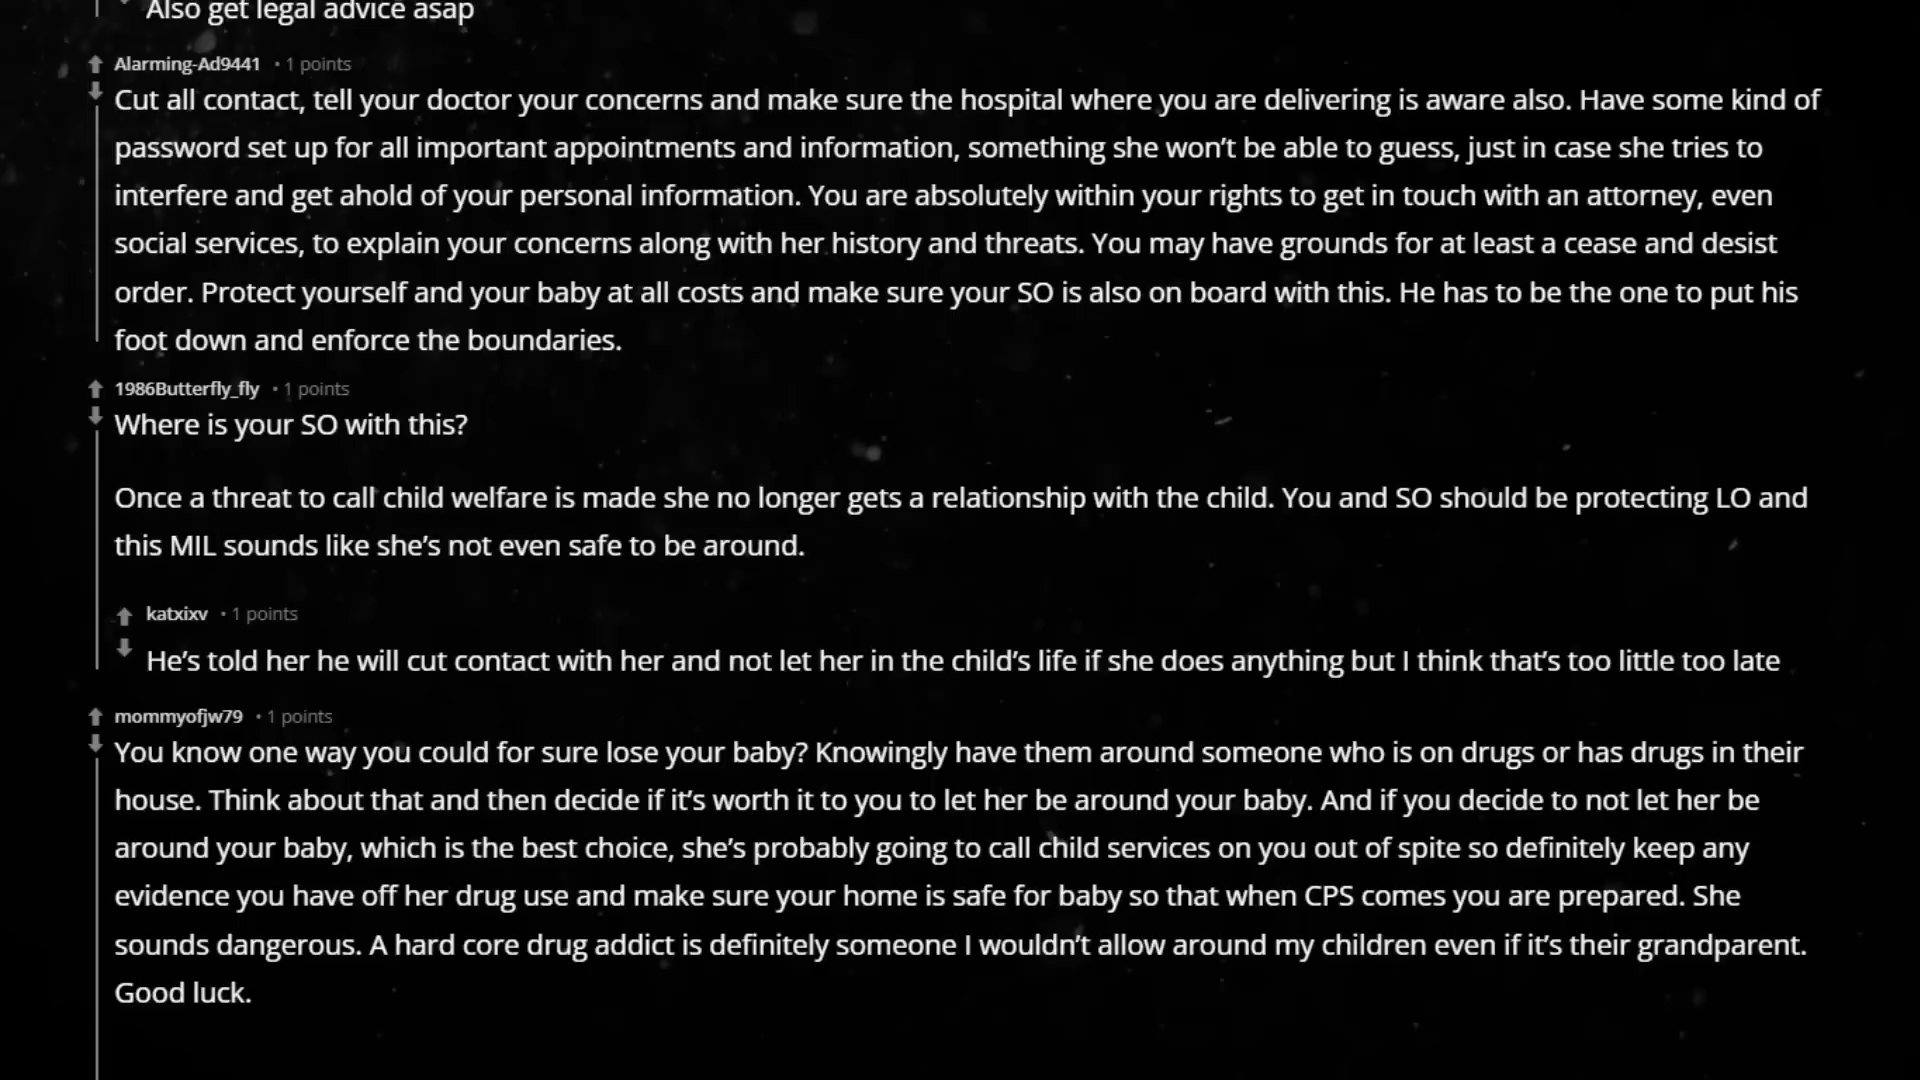 Also get legal advice asap
Alarming-Ad9441 • 1 points
Cut all contact, tell your doctor your concerns and make sure the hospital where you are delivering is aware also. Have some kind of
password set up for all important appointments and information, something she won’t be able to guess, just in case she tries to
interfere and get ahold of your personal information. You are absolutely within your rights to get in touch with an attorney, even
social services, to explain your concerns along with her history and threats. You may have grounds for at least a cease and desist
order. Protect yourself and your baby at all costs and make sure your SO is also on board with this. He has to be the one to put his
foot down and enforce the boundaries.
1986Butterfly_fly • 1 points
Where is your SO with this?
Once a threat to call child welfare is made she no longer gets a relationship with the child. You and SO should be protecting LO and
this MIL sounds like she’s not even safe to be around.
katxixv • 1 points
He’s told her he will cut contact with her and not let her in the child’s life if she does anything but I think that’s too little too late
mommyofjw79 • 1 points
You know one way you could for sure lose your baby? Knowingly have them around someone who is on drugs or has drugs in their
house. Think about that and then decide if it’s worth it to you to let her be around your baby. And if you decide to not let her be
around your baby, which is the best choice, she’s probably going to call child services on you out of spite so definitely keep any
evidence you have off her drug use and make sure your home is safe for baby so that when CPS comes you are prepared. She
sounds dangerous. A hard core drug addict is definitely someone I wouldn’t allow around my children even if it’s their grandparent.
Good luck.